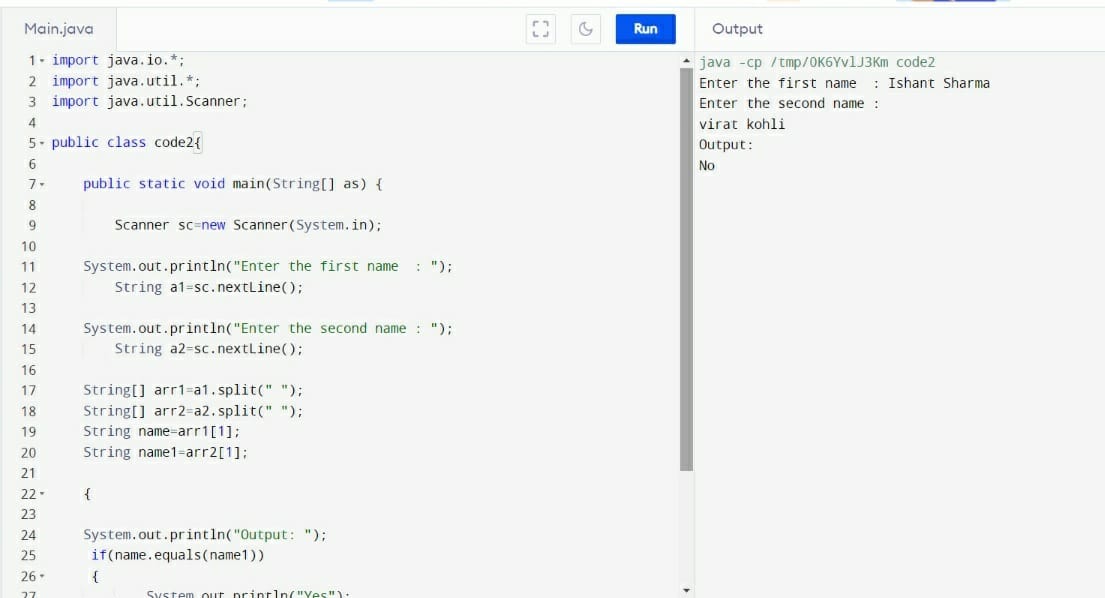 Main.java
Run
Output
1 import java.io.*;
2 import java.util.*;
3 import java.util.Scanner;
4
5 public class code2{
6
7 public static void main(String[] as) {
8
9 Scanner sc=new Scanner(System.in);
10
11 System.out.println("Enter the first name  : ");
12 String a1=sc.nextLine();
13
14 System.out.println("Enter the second name : ");
15 String a2=sc.nextLine();
16
17 String[] arr1=a1.split(" ");
18 String[] arr2=a2.split(" ");
19 String name=arr1[1];
20 String name1=arr2[1];
21
22 {
23
24 System.out.println("Output: ");
25 if(name.equals(name1))
26 {
27 System.out.println("Yes");
java -cp /tmp/0K6YvlJ3Km code2
Enter the first name  : Ishant Sharma
Enter the second name :
virat kohli
Output:
No